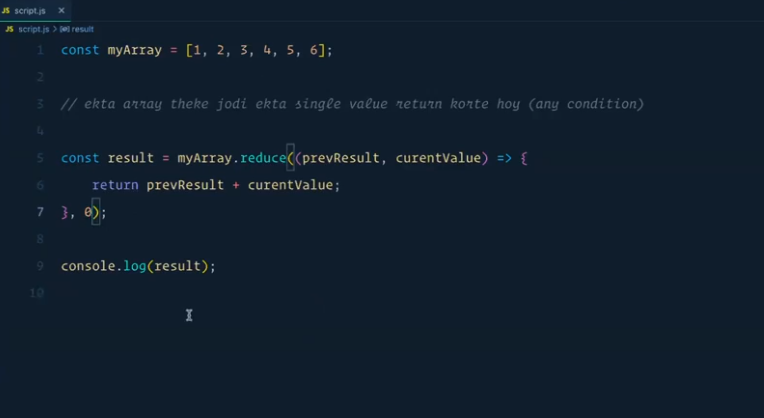 JS script.js ×
JS script.js > result
1 const myArray = [1, 2, 3, 4, 5, 6];
2
3 // ekta array theke jodi ekta single value return korte hoy (any condition)
4
5 const result = myArray.reduce((prevResult, curentValue) => {
6 return prevResult + curentValue;
7 }, 0);
8
9 console.log(result);
10